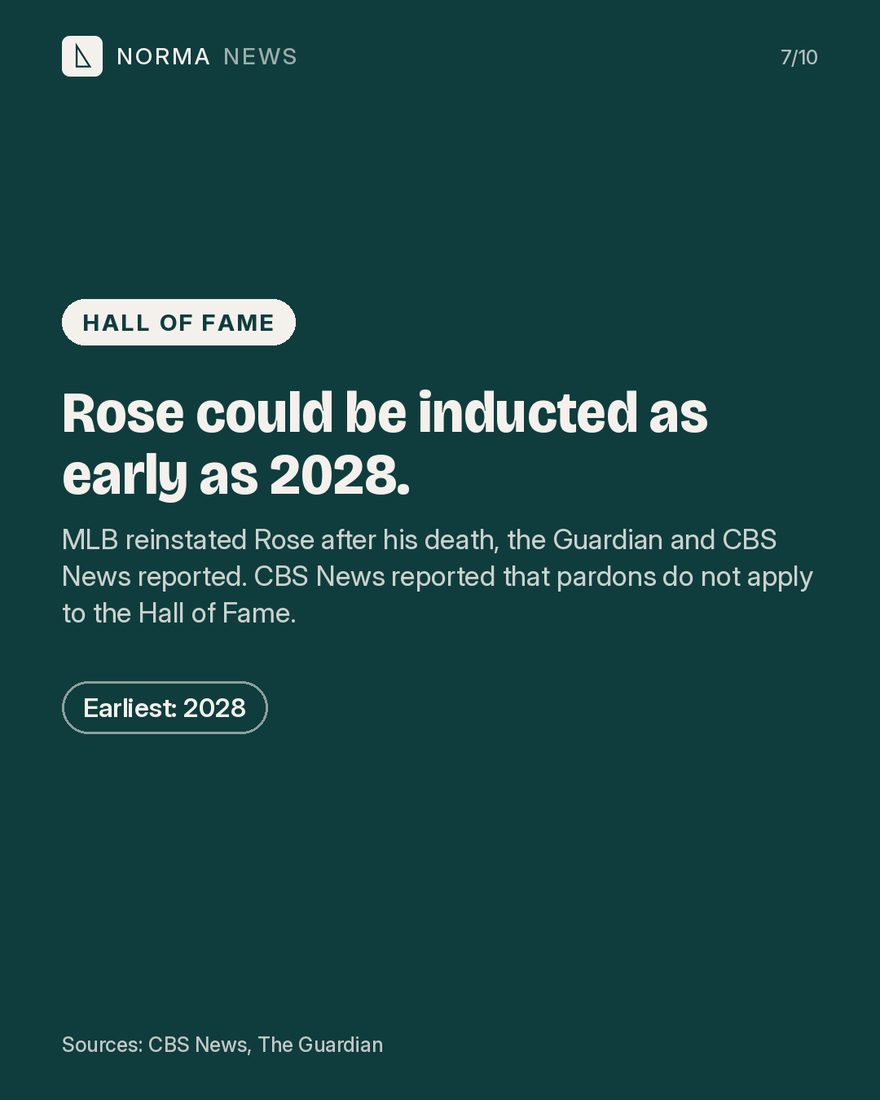 NORMA NEWS
7/10
HALL OF FAME
Rose could be inducted as
early as 2028.
MLB reinstated Rose after his death, the Guardian and CBS
News reported. CBS News reported that pardons do not apply
to the Hall of Fame.
Earliest: 2028
Sources: CBS News, The Guardian